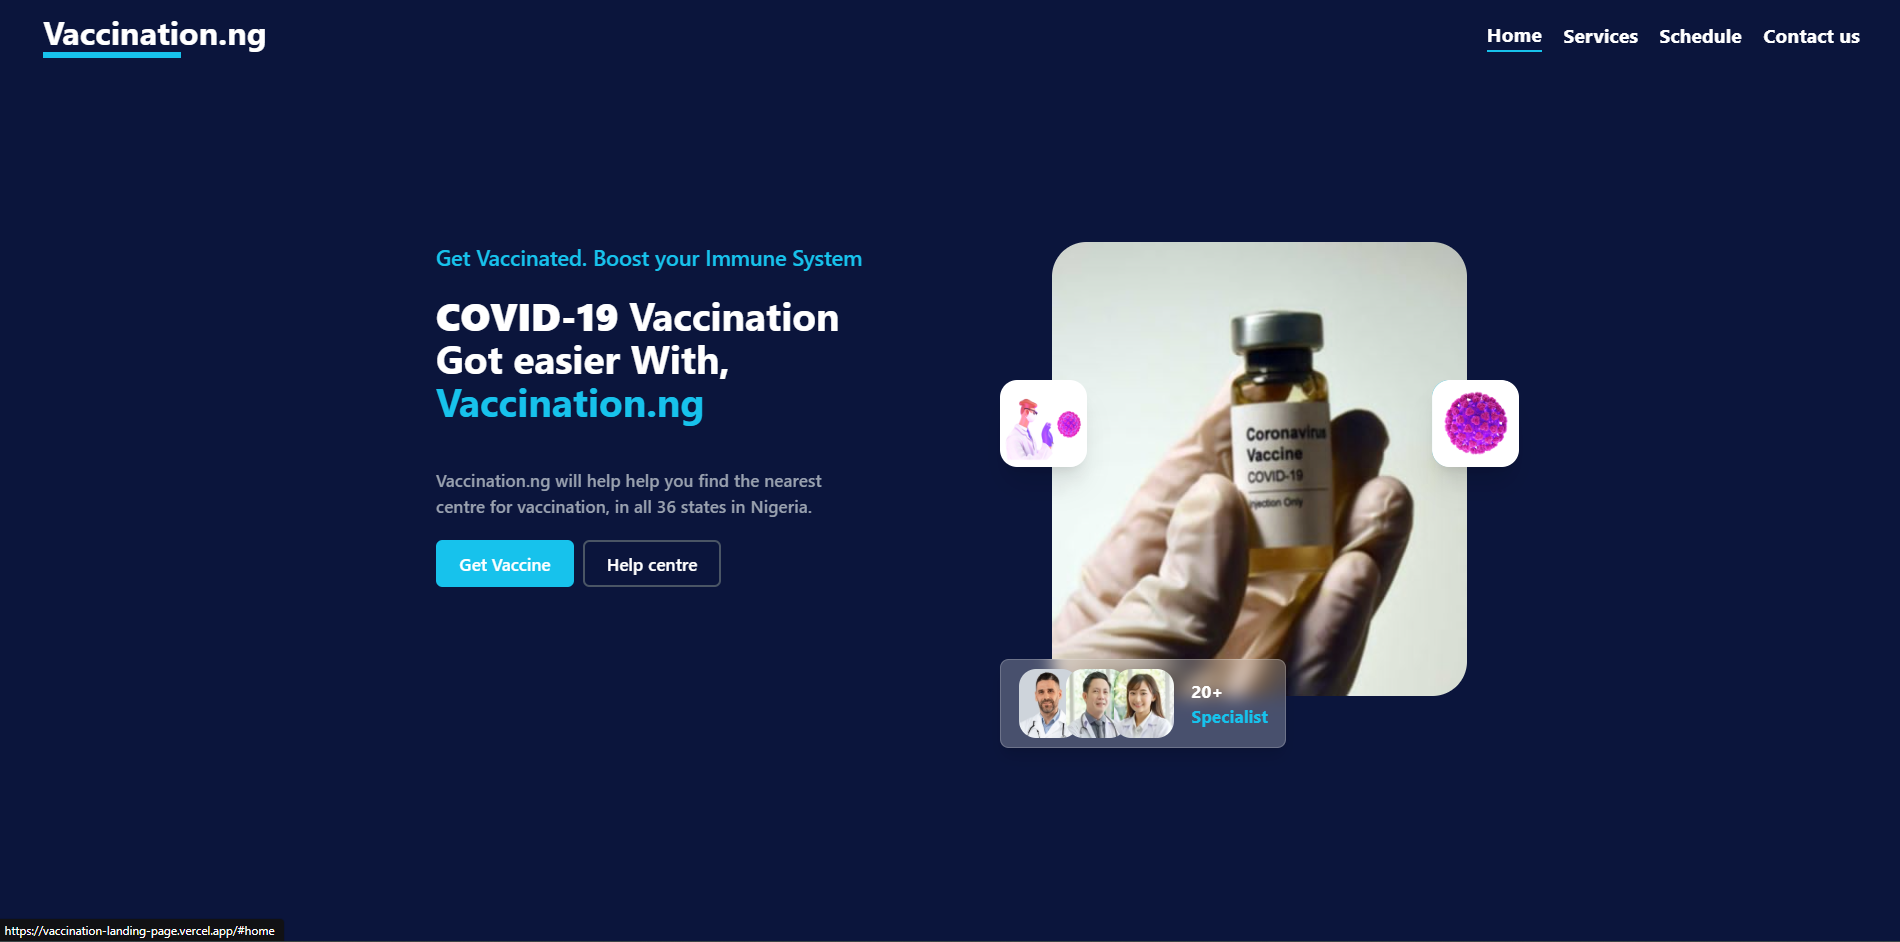 Vaccination.ng
Home
Services
Schedule
Contact us
Get Vaccinated. Boost your Immune System
COVID-19 Vaccination
Got easier With,
Vaccination.ng
Vaccination.ng will help help you find the nearest
centre for vaccination, in all 36 states in Nigeria.
Get Vaccine
Help centre
Coronavirus
Vaccine
COVID-19
Injection Only
20+
Specialist
https://vaccination-landing-page.vercel.app/#home